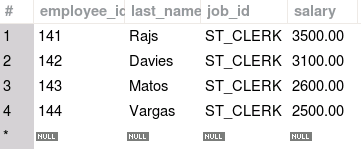 # employee_id last_name job_id salary
1 141 Rajs ST_CLERK 3500.00
2 142 Davies ST_CLERK 3100.00
3 143 Matos ST_CLERK 2600.00
4 144 Vargas ST_CLERK 2500.00
* NULL NULL NULL NULL